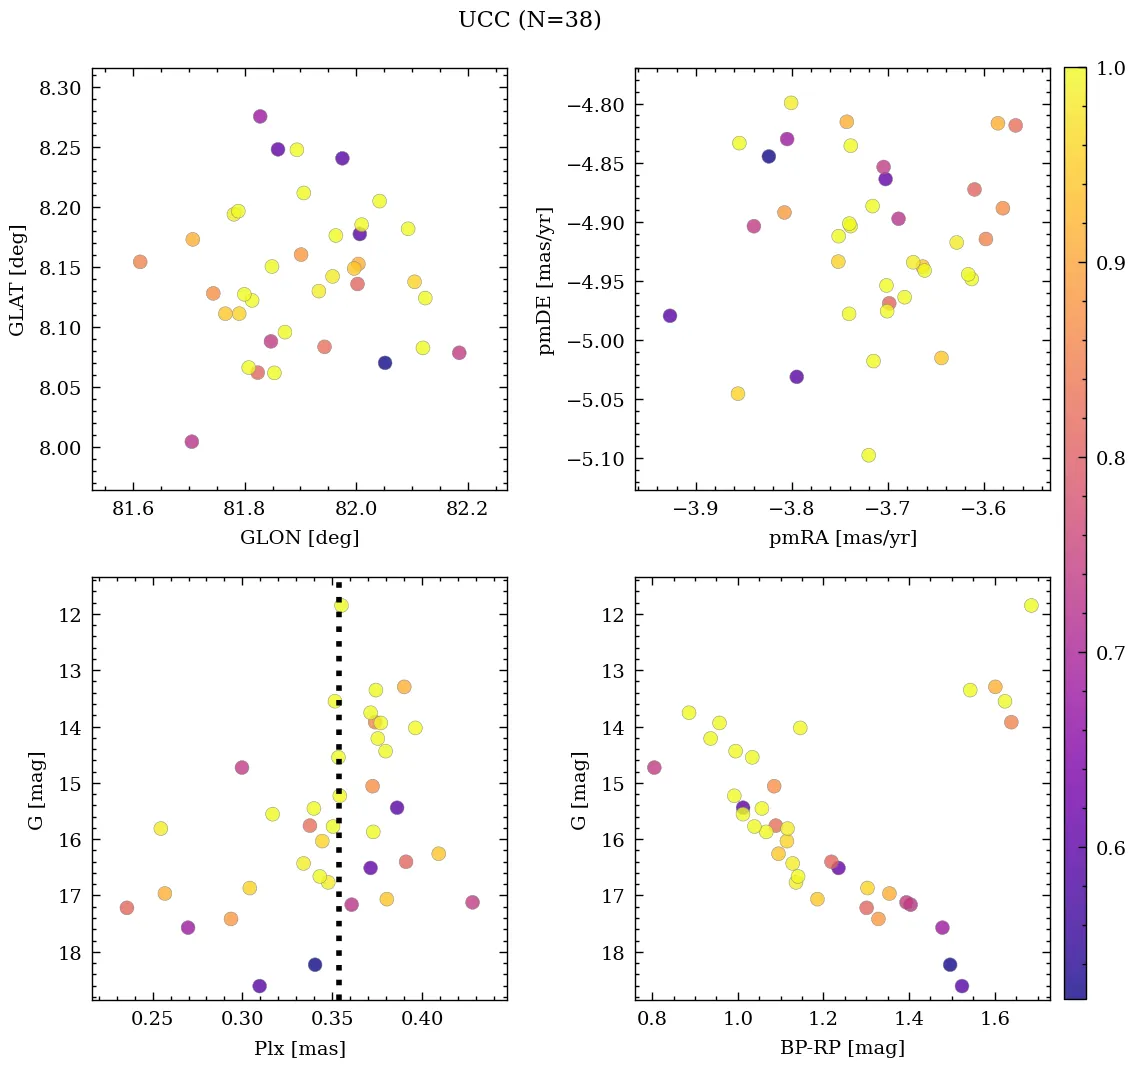 UCC (N=38)
8.30
8.25
8.20
8.15
8.10
8.05
8.00
GLAT [deg]
81.6 81.8 82.0 82.2
GLON [deg]
−4.80
−4.85
−4.90
−4.95
−5.00
−5.05
−5.10
pmDE [mas/yr]
−3.9 −3.8 −3.7 −3.6
pmRA [mas/yr]
12
13
14
15
16
17
18
G [mag]
0.25 0.30 0.35 0.40
Plx [mas]
12
13
14
15
16
17
18
G [mag]
0.8 1.0 1.2 1.4 1.6
BP-RP [mag]
1.0
0.9
0.8
0.7
0.6